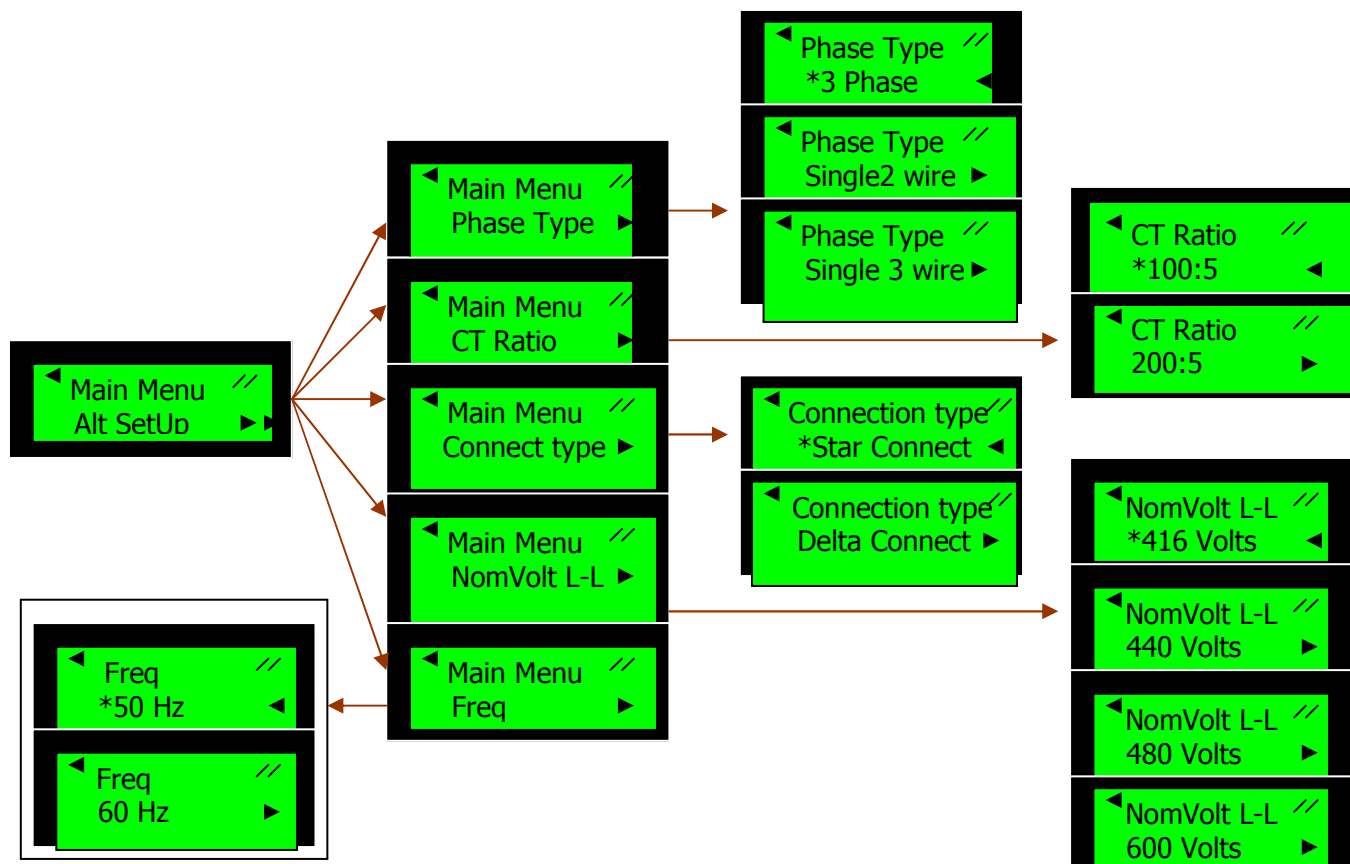 Main Menu
Alt SetUp
Main Menu
Phase Type
Main Menu
CT Ratio
Main Menu
Connect type
Main Menu
NomVolt L-L
Main Menu
Freq
Phase Type
*3 Phase
Phase Type
Single2 wire
Phase Type
Single 3 wire
CT Ratio
*100:5
CT Ratio
200:5
Connection type
*Star Connect
Connection type
Delta Connect
NomVolt L-L
*416 Volts
NomVolt L-L
440 Volts
NomVolt L-L
480 Volts
NomVolt L-L
600 Volts
Freq
*50 Hz
Freq
60 Hz